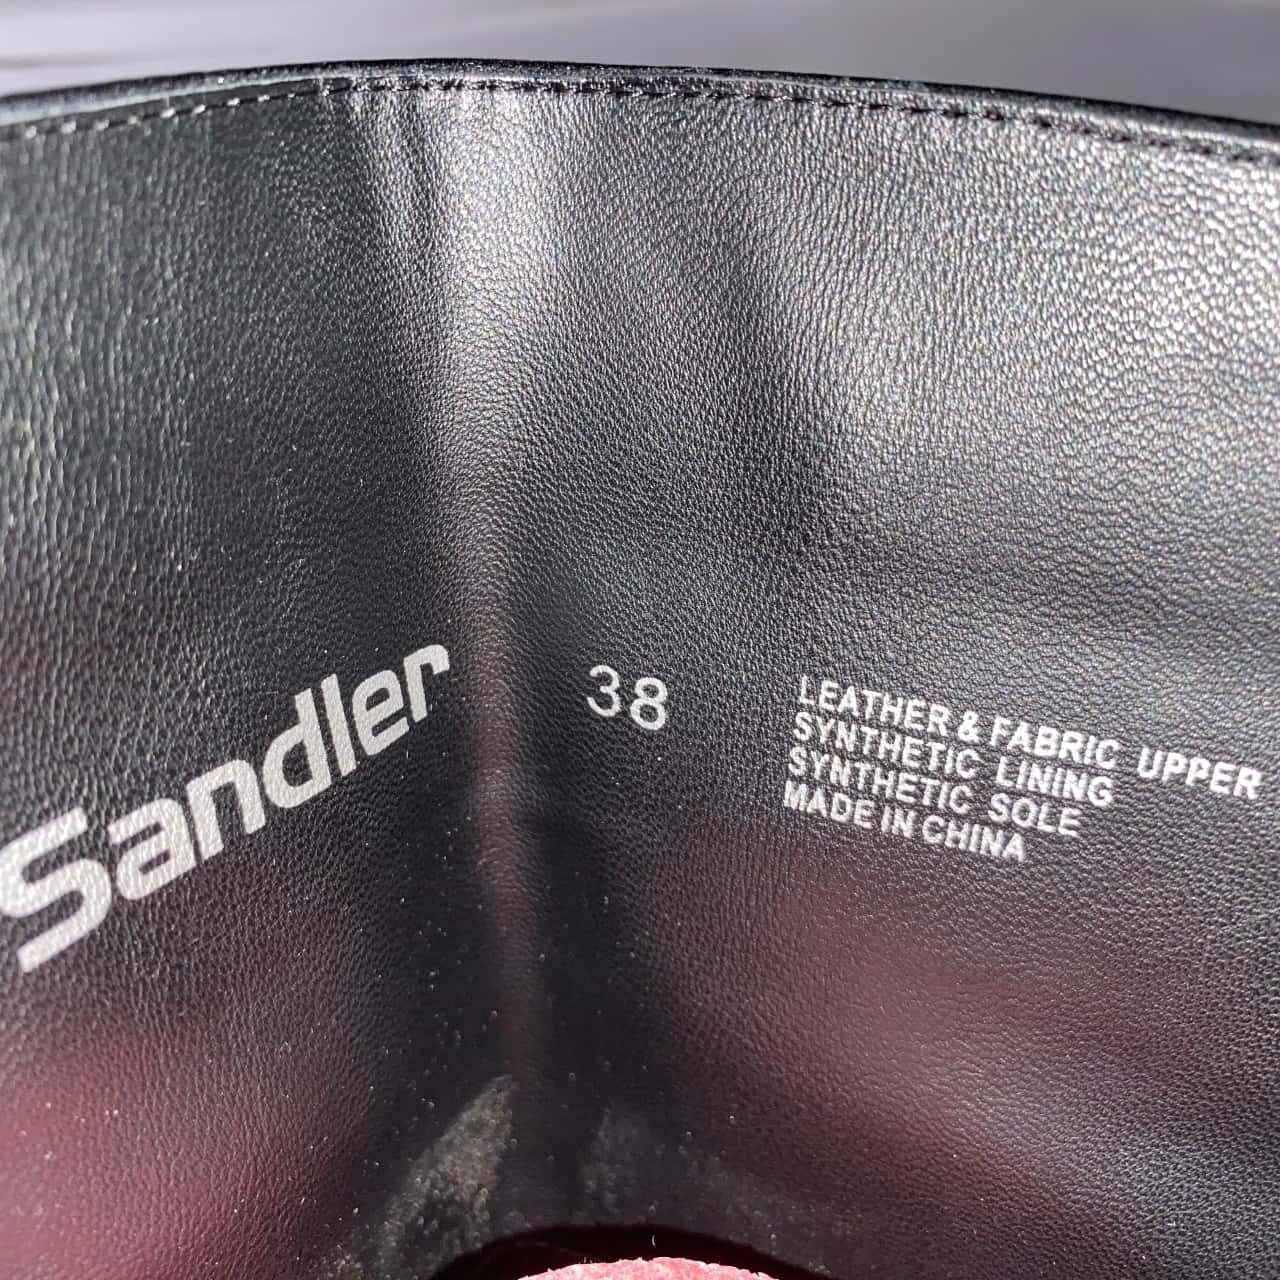 Sandler
38
LEATHER & FABRIC UPPER
SYNTHETIC LINING
SYNTHETIC SOLE
MADE IN CHINA